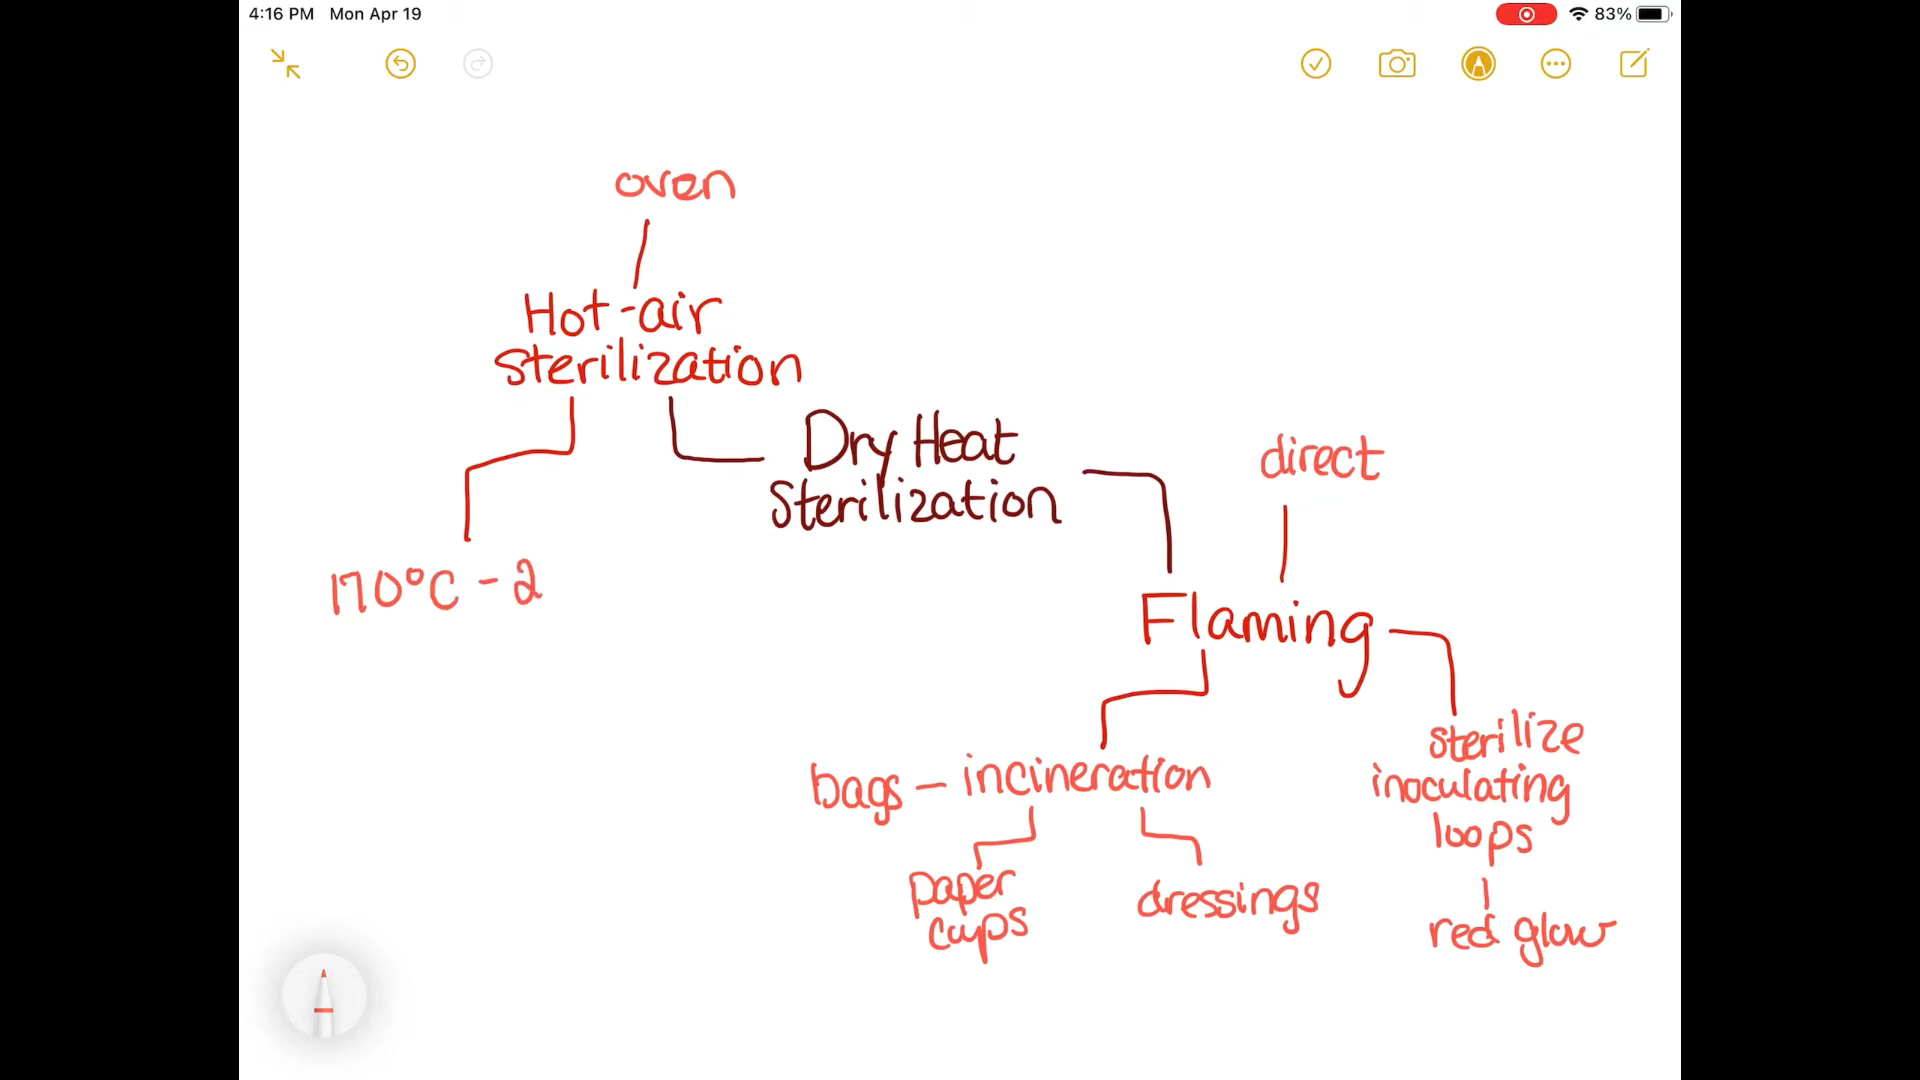 4:16 PM Mon Apr 19
83%
oven
Hot-air
Sterilization
Dry Heat
Sterilization
direct
170°C - 2
Flaming
sterilize
inoculating
loops
bags - incineration
paper
cups
dressings
red glow